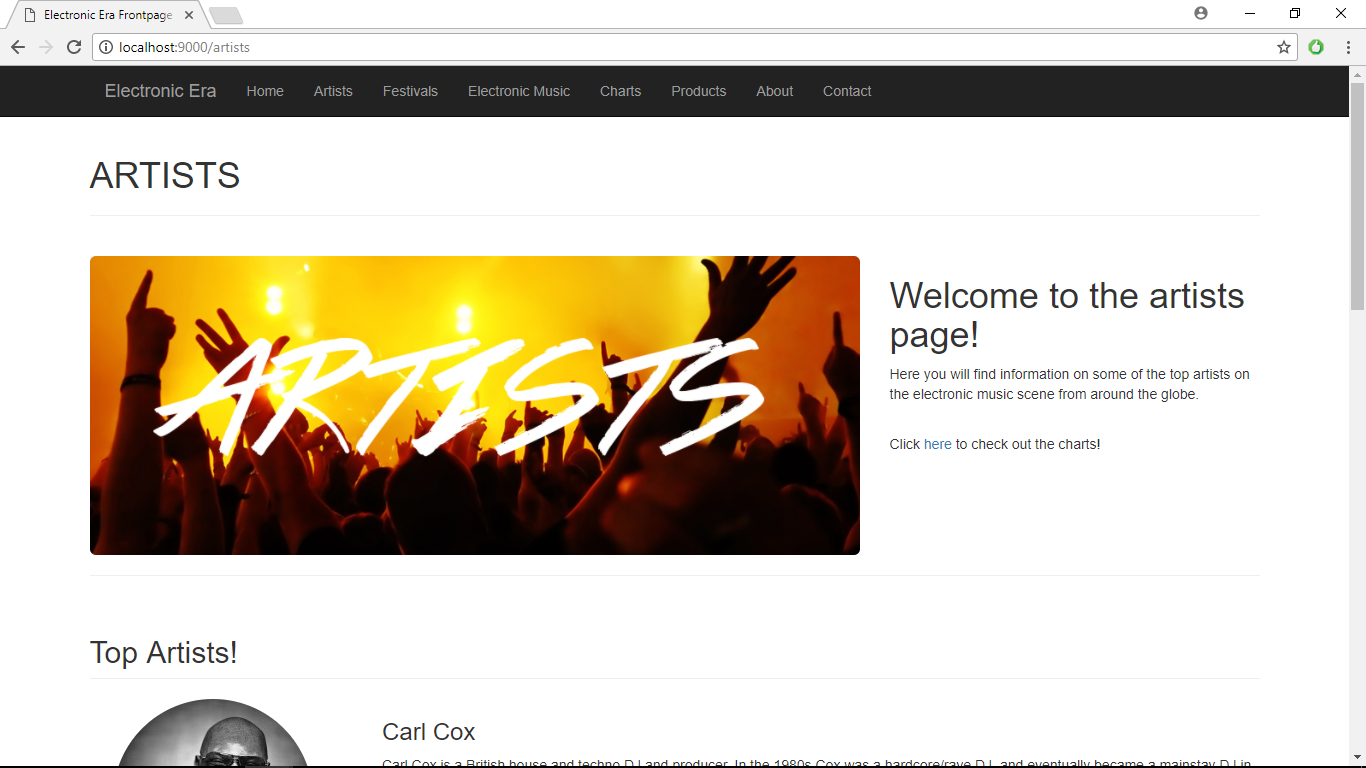 Electronic Era Frontpage
localhost:9000/artists
Electronic Era Home Artists Festivals Electronic Music Charts Products About Contact
ARTISTS
ARTISTS
Welcome to the artists
page!
Here you will find information on some of the top artists on
the electronic music scene from around the globe.
Click here to check out the charts!
Top Artists!
Carl Cox
Carl Cox is a British house and techno DJ and producer. In the 1980s Cox was a hardcore/rave DJ, and eventually became a mainstay DJ in